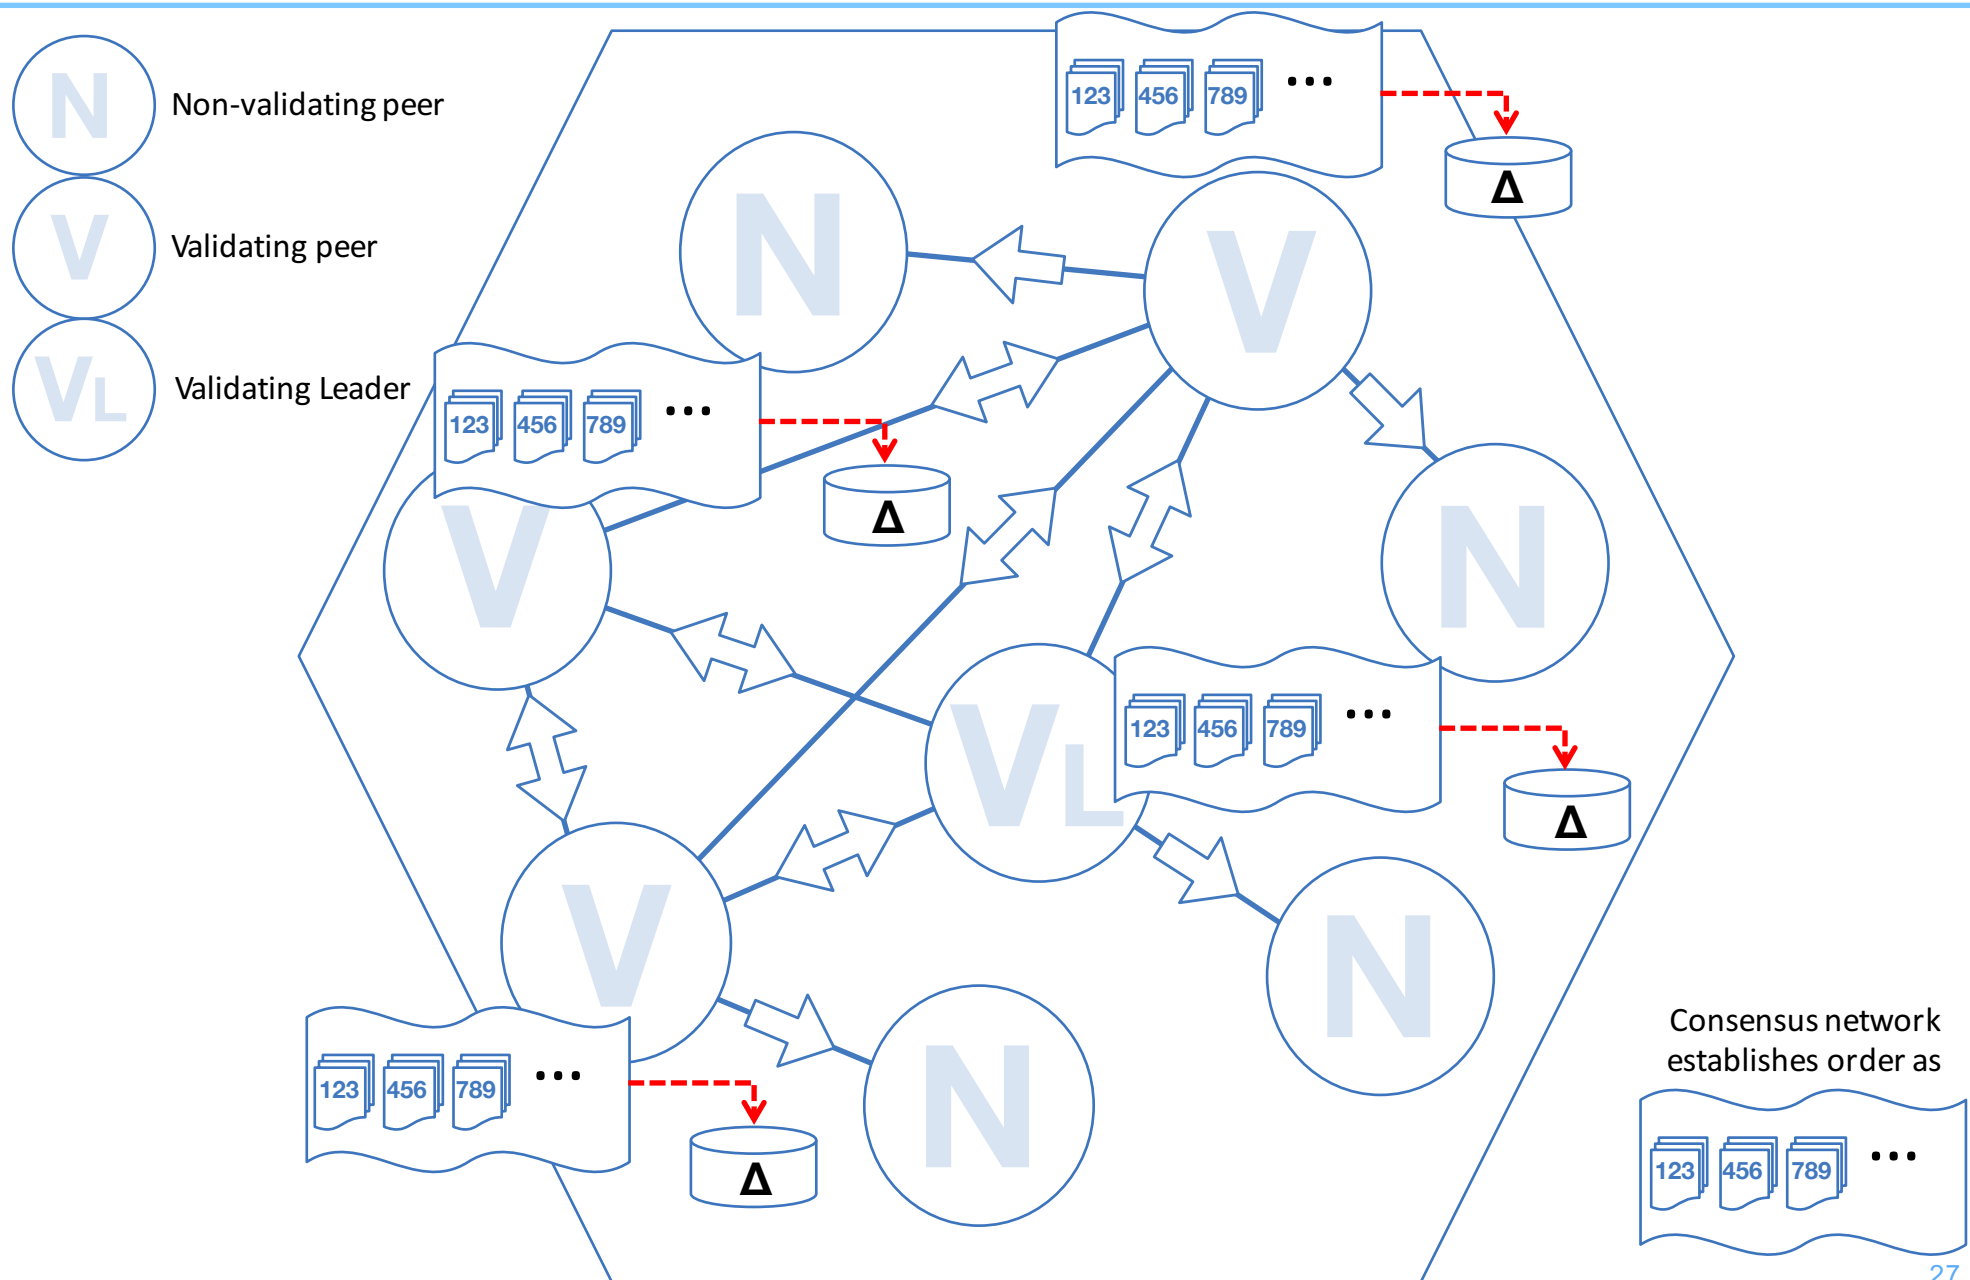 N
Non-validating peer
V
Validating peer
VL
Validating Leader
123 456 789 ...
Δ
N
V
123 456 789 ...
Δ
V
N
VL
123 456 789 ...
Δ
V
N
123 456 789 ...
Δ
N
Consensus network
establishes order as
123 456 789 ...
27